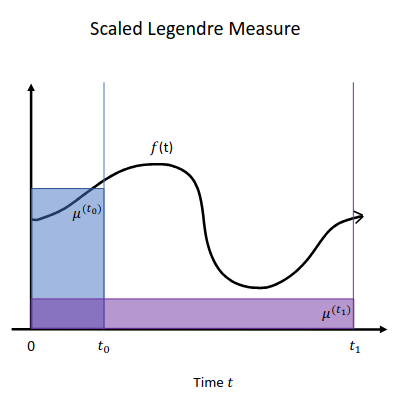 Scaled Legendre Measure
f(t)
μ^(t₀)
μ^(t₁)
0
t₀
t₁
Time t